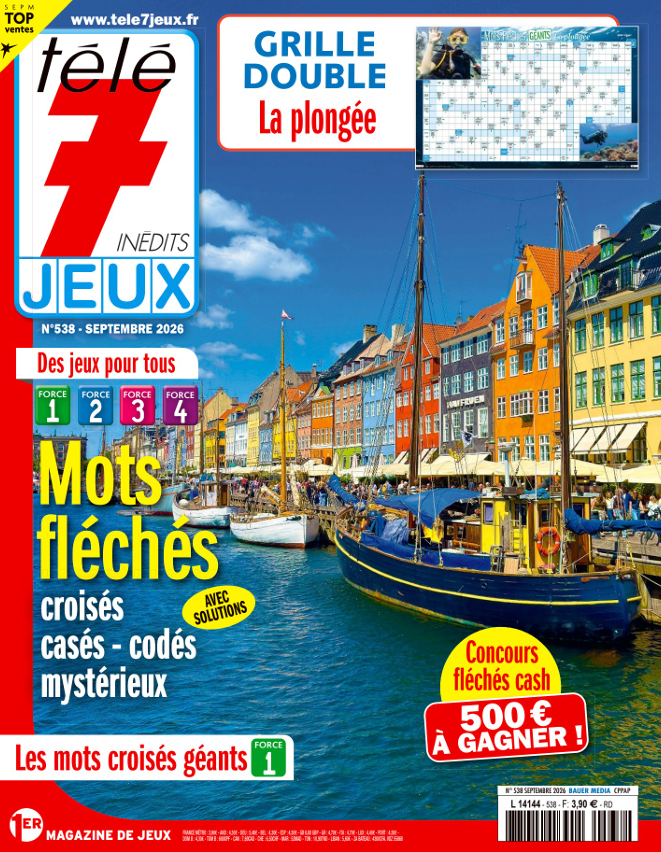 SEPM
TOP
ventes
www.tele7jeux.fr
télé
7
INÉDITS
JEUX
N°538 - SEPTEMBRE 2026
GRILLE
DOUBLE
La plongée
GÉANTS
Des jeux pour tous
FORCE
1
FORCE
2
FORCE
3
FORCE
4
Mots
fléchés
croisés
casés - codés
mystérieux
AVEC
SOLUTIONS
NYHAVN
Concours
fléchés cash
500 €
À GAGNER !
Les mots croisés géants
FORCE
1
1ER
MAGAZINE DE JEUX
N° 538 SEPTEMBRE 2026 BAUER MEDIA CPPAP
L 14144 - 538 - F: 3,90 € - RD